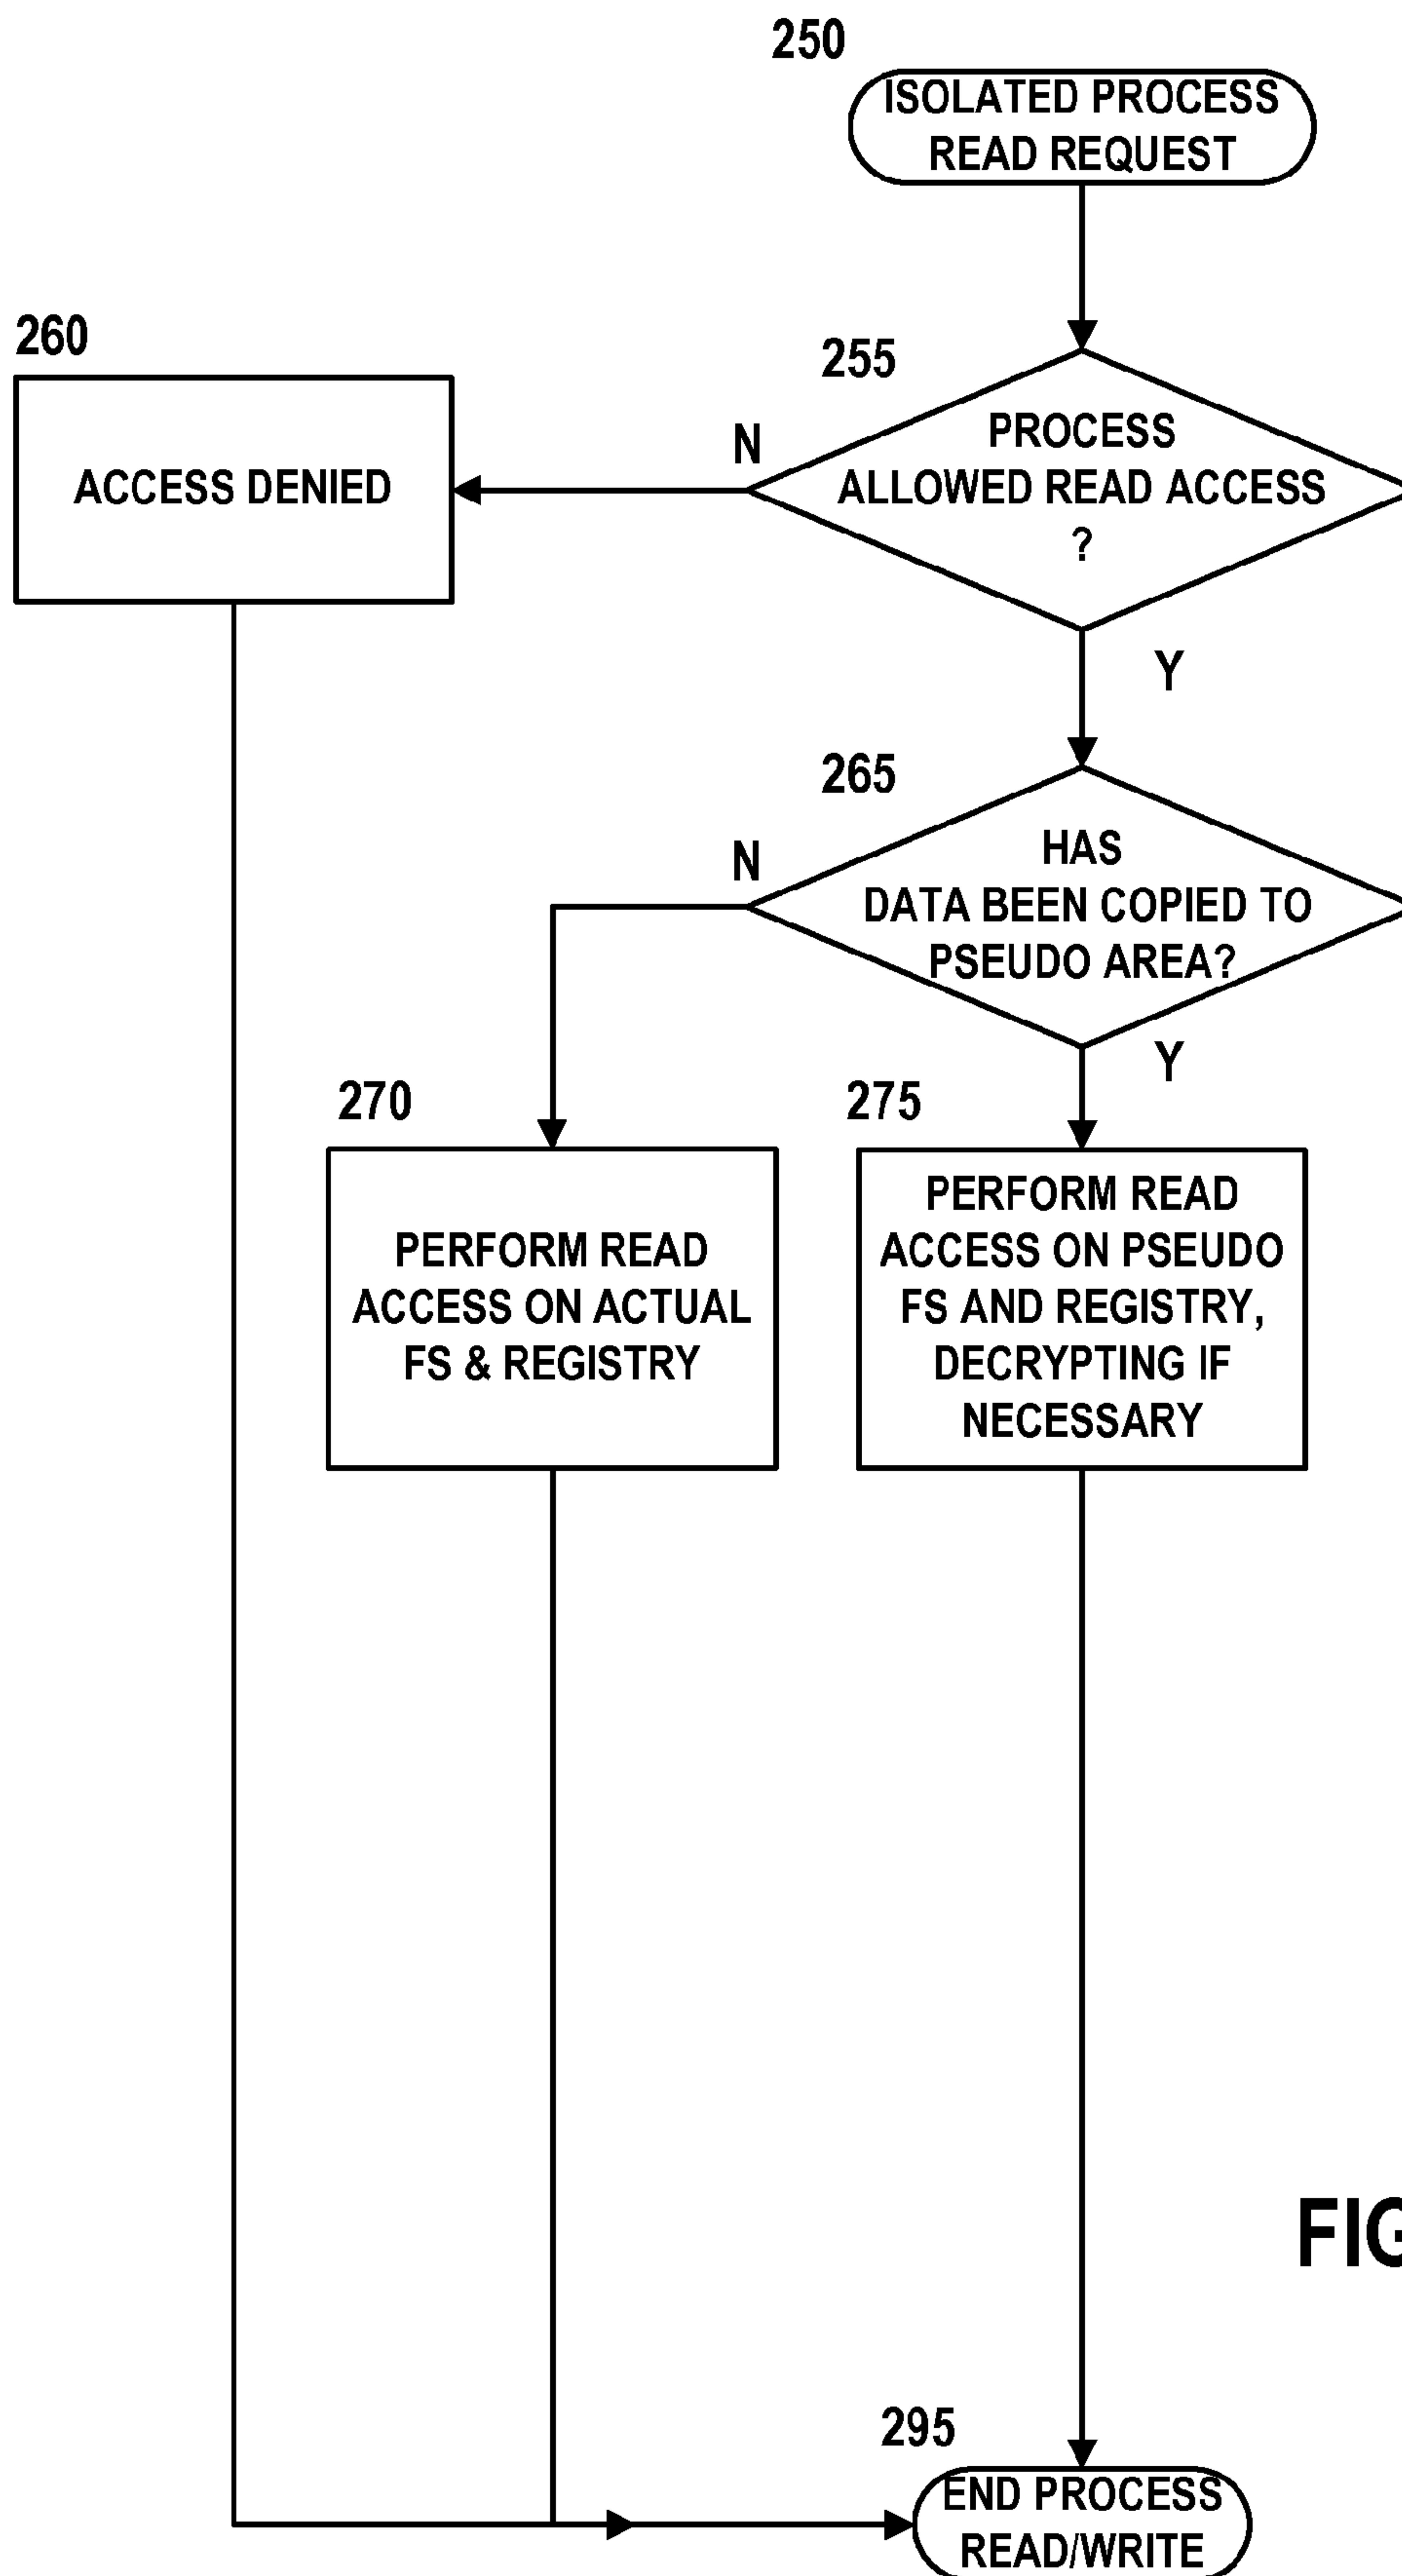 250
ISOLATED PROCESS
READ REQUEST
260
255
N
PROCESS
ALLOWED READ ACCESS
?
ACCESS DENIED
Y
265
N
HAS
DATA BEEN COPIED TO
PSEUDO AREA?
Y
270
275
PERFORM READ
ACCESS ON ACTUAL
FS & REGISTRY
PERFORM READ
ACCESS ON PSEUDO
FS AND REGISTRY,
DECRYPTING IF
NECESSARY
FIG
295
END PROCESS
READ/WRITE